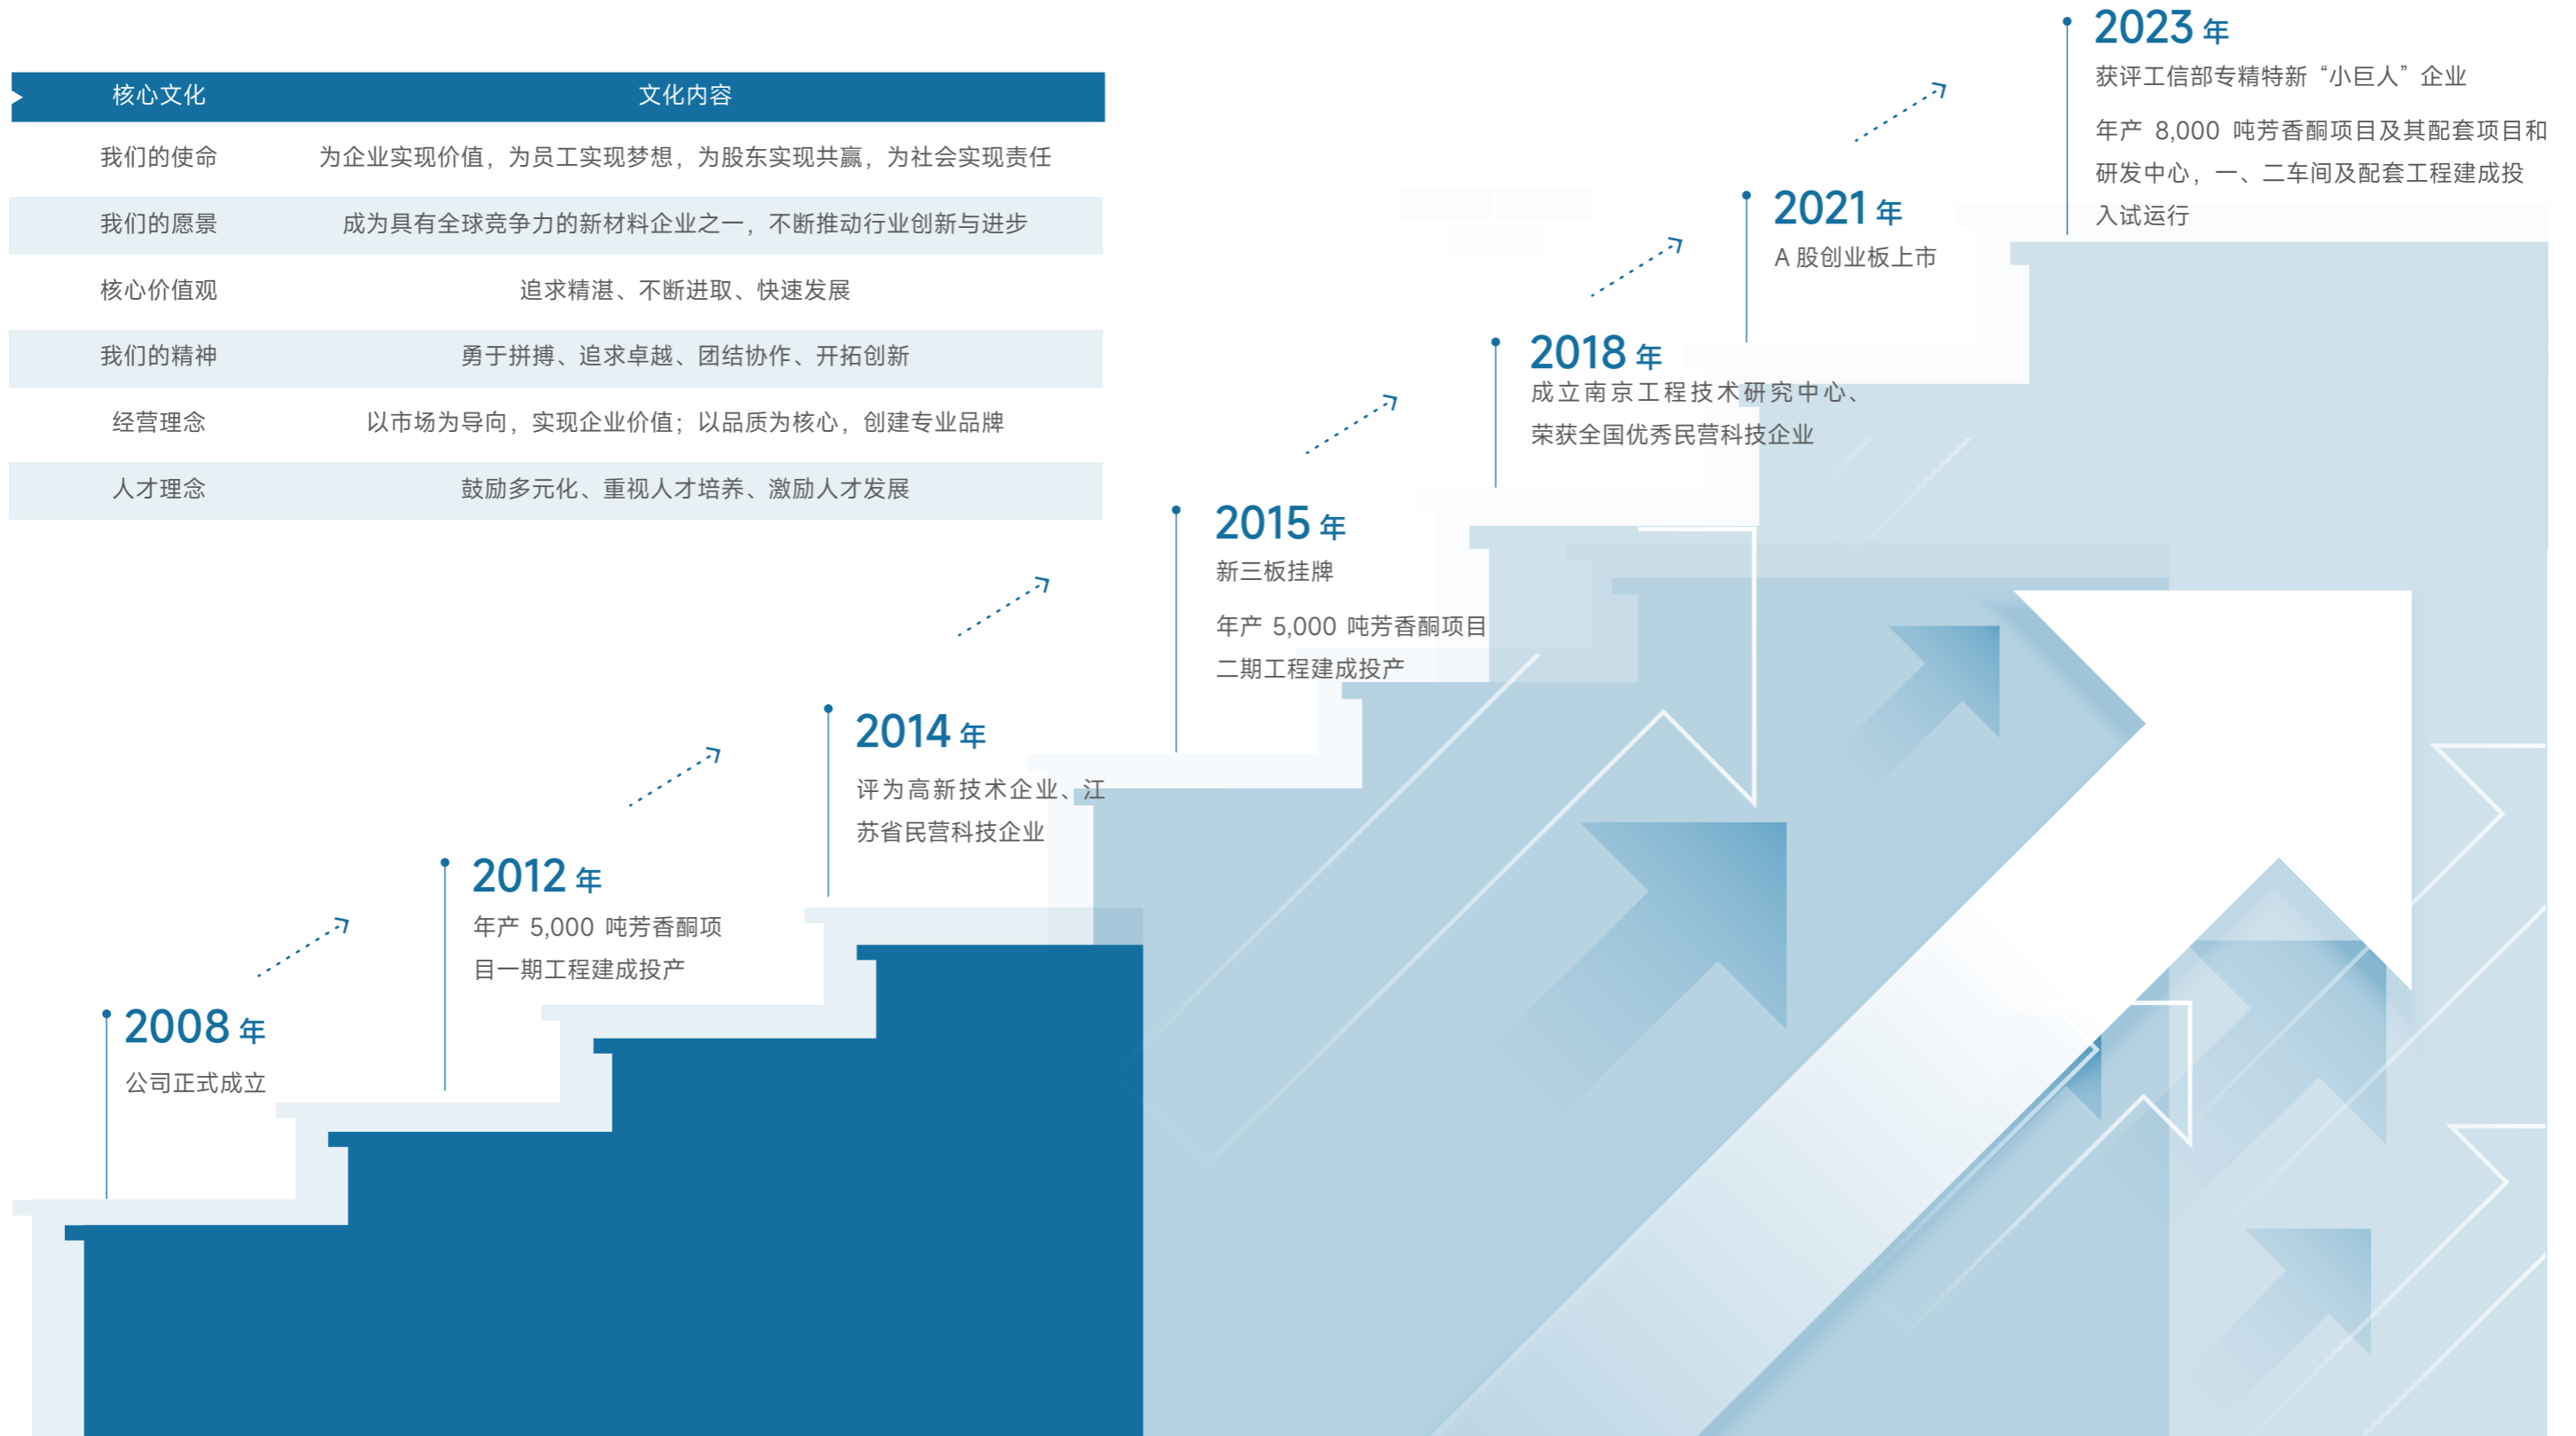 核心文化 文化内容
我们的使命 为企业实现价值，为员工实现梦想，为股东实现共赢，为社会实现责任
我们的愿景 成为具有全球竞争力的新材料企业之一，不断推动行业创新与进步
核心价值观 追求精湛、不断进取、快速发展
我们的精神 勇于拼搏、追求卓越、团结协作、开拓创新
经营理念 以市场为导向，实现企业价值；以品质为核心，创建专业品牌
人才理念 鼓励多元化、重视人才培养、激励人才发展
2008 年
公司正式成立
2012 年
年产 5,000 吨芳香酮项
目一期工程建成投产
2014 年
评为高新技术企业、江
苏省民营科技企业
2015 年
新三板挂牌
年产 5,000 吨芳香酮项目
二期工程建成投产
2018 年
成立南京工程技术研究中心、
荣获全国优秀民营科技企业
2021 年
A 股创业板上市
2023 年
获评工信部专精特新“小巨人”企业
年产 8,000 吨芳香酮项目及其配套项目和
研发中心，一、二车间及配套工程建成投
入试运行